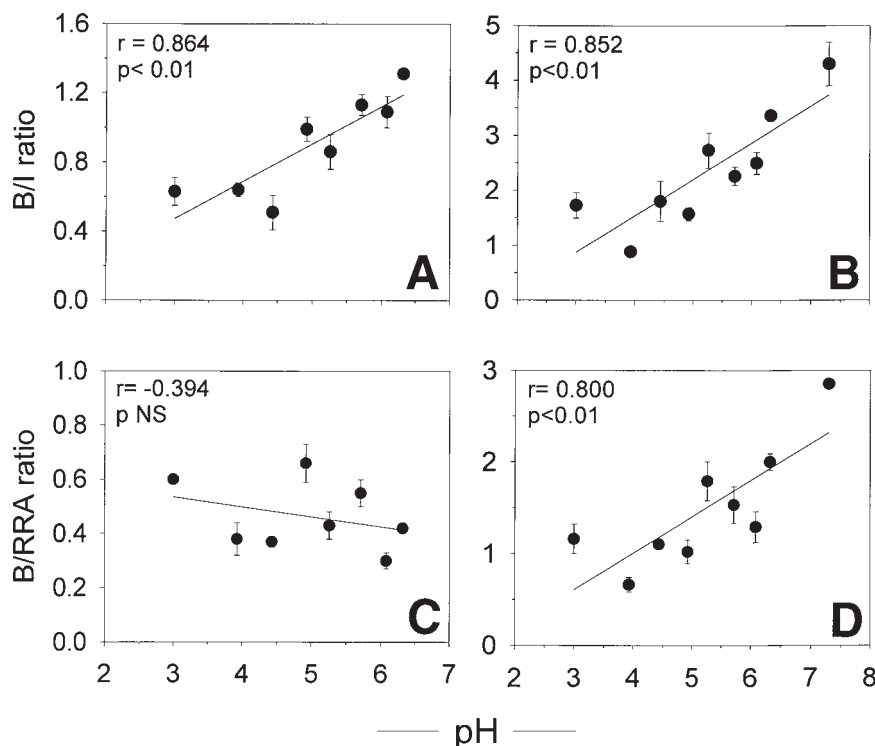 r = 0.864
p< 0.01
1.6
1.2
0.8
0.4
0.0
B/I ratio
A
r = 0.852
p<0.01
5
4
3
2
1
0
B
r= -0.394
p NS
1.0
0.8
0.6
0.4
0.2
0.0
B/RRA ratio
C
2 3 4 5 6 7
r= 0.800
p<0.01
3
2
1
0
D
2 3 4 5 6 7 8
pH